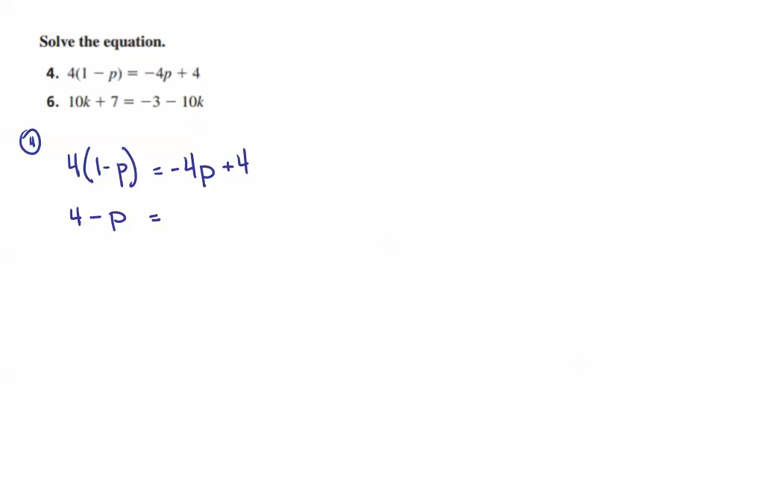 Solve the equation.
4. 4(1 − p) = −4p + 4
6. 10k + 7 = −3 − 10k
④
4(1-p) = -4p +4
4 - p =